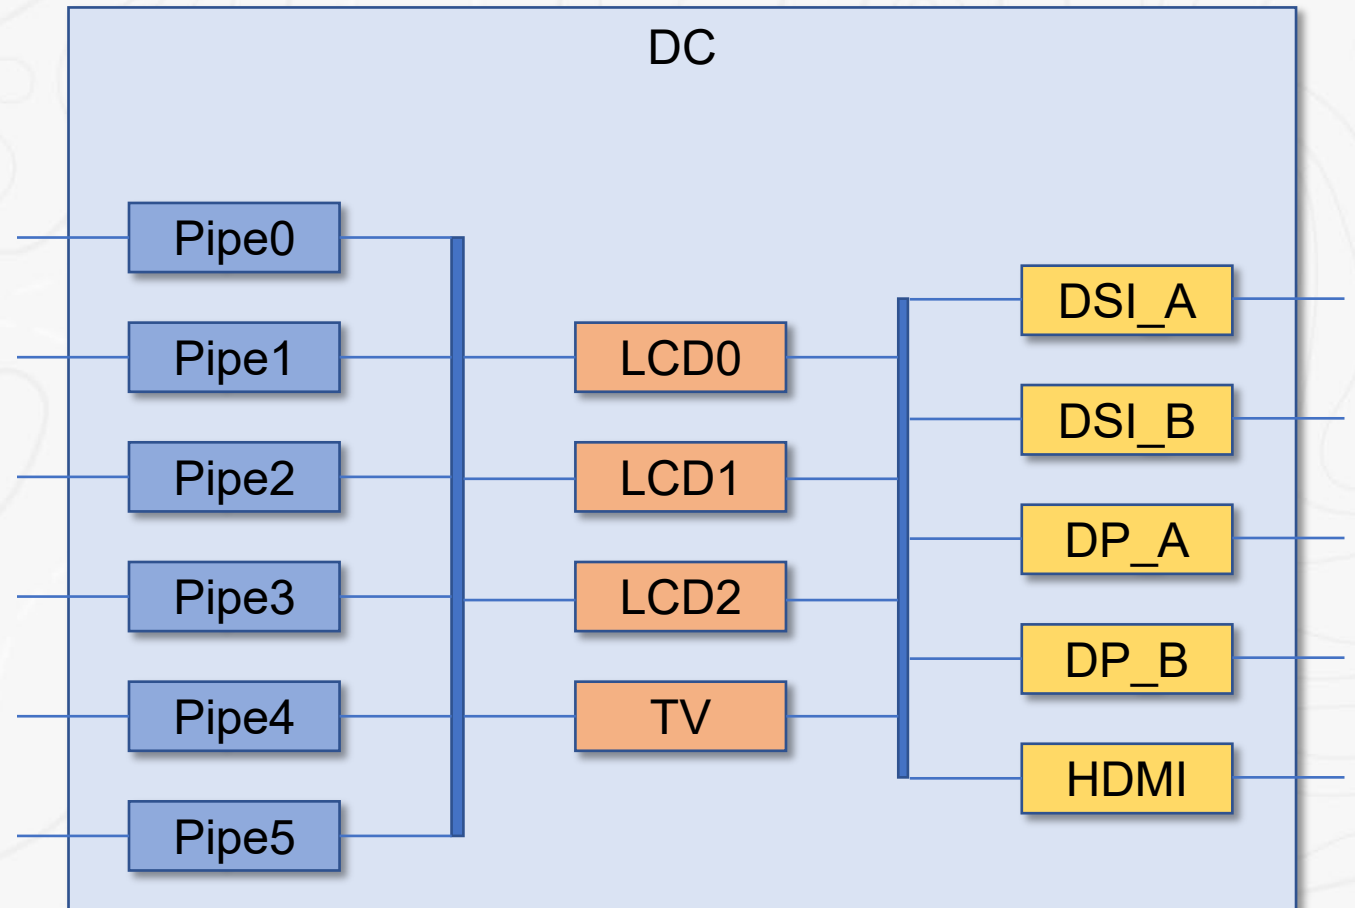 DC
Pipe0
Pipe1
Pipe2
Pipe3
Pipe4
Pipe5
LCD0
LCD1
LCD2
TV
DSI_A
DSI_B
DP_A
DP_B
HDMI